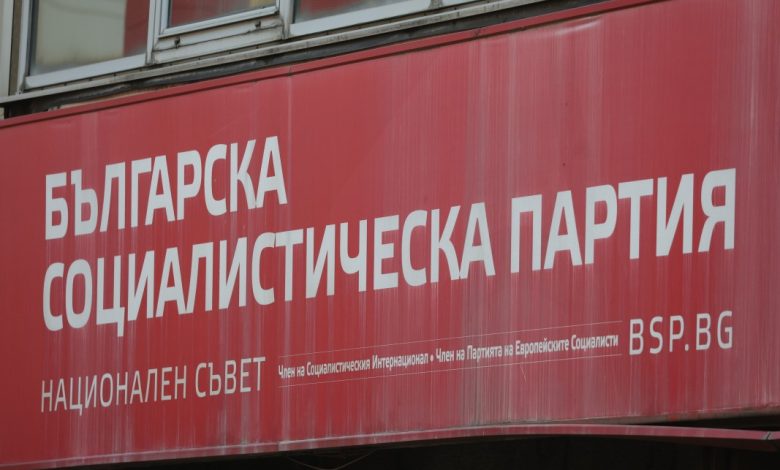 БЪЛГАРСКА
СОЦИАЛИСТИЧЕСКА ПАРТИЯ
НАЦИОНАЛЕН СЪВЕТ
Член на Социалистическия Интернационал • Член на Партията на Европейските Социалисти
BSP.BG